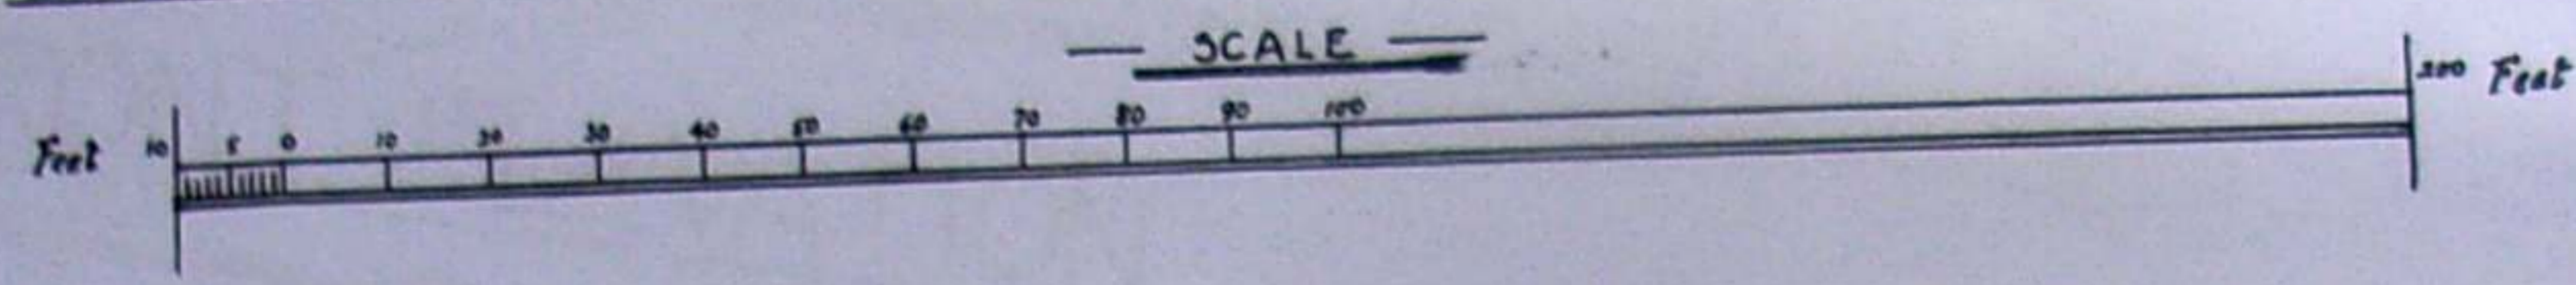 — SCALE —
Feet 10 5 0 10 20 30 40 50 60 70 80 90 100 200 Feet